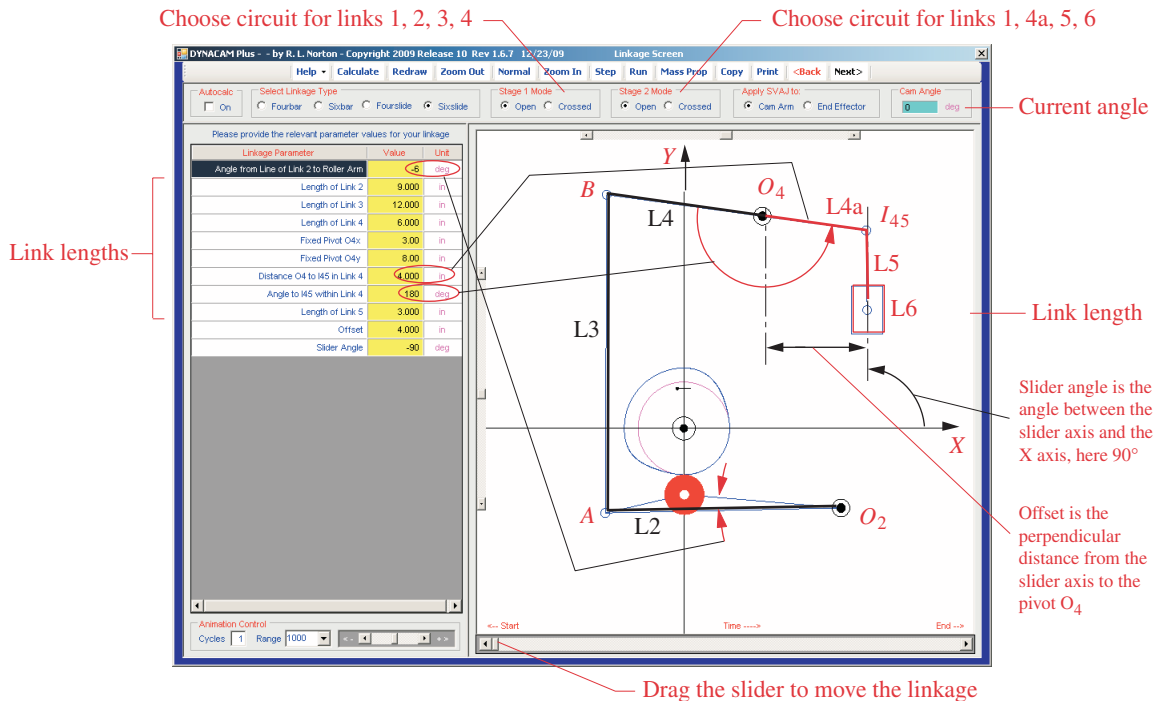 Choose circuit for links 1, 2, 3, 4
Choose circuit for links 1, 4a, 5, 6
DYNACAM Plus - - by R. L. Norton - Copyright 2009 Release 10 Rev 1.6.7 12/23/09 Linkage Screen
Help Calculate Redraw Zoom Out Normal Zoom In Step Run Mass Prop Copy Print <Back Next>
Autocalc
On
Select Linkage Type
Fourbar Sixbar Fourslide Sixslide
Stage 1 Mode
Open Crossed
Stage 2 Mode
Open Crossed
Apply SVAJ to:
Cam Arm End Effector
Cam Angle
0 deg
Current angle
Please provide the relevant parameter values for your linkage
Linkage Parameter Value Unit
Angle from Line of Link 2 to Roller Arm -6 deg
Length of Link 2 9.000 in
Length of Link 3 12.000 in
Length of Link 4 6.000 in
Fixed Pivot O4x 3.00 in
Fixed Pivot O4y 8.00 in
Distance O4 to I45 in Link 4 4.000 in
Angle to I45 within Link 4 180 deg
Length of Link 5 3.000 in
Offset 4.000 in
Slider Angle -90 deg
Link lengths
Y
B
O4
L4
L4a
I45
L5
L6
L3
Link length
X
A
L2
O2
Slider angle is the
angle between the
slider axis and the
X axis, here 90°
Offset is the
perpendicular
distance from the
slider axis to the
pivot O4
Animation Control
Cycles 1 Range 1000 < - + >
<-- Start Time ----> End -->
Drag the slider to move the linkage